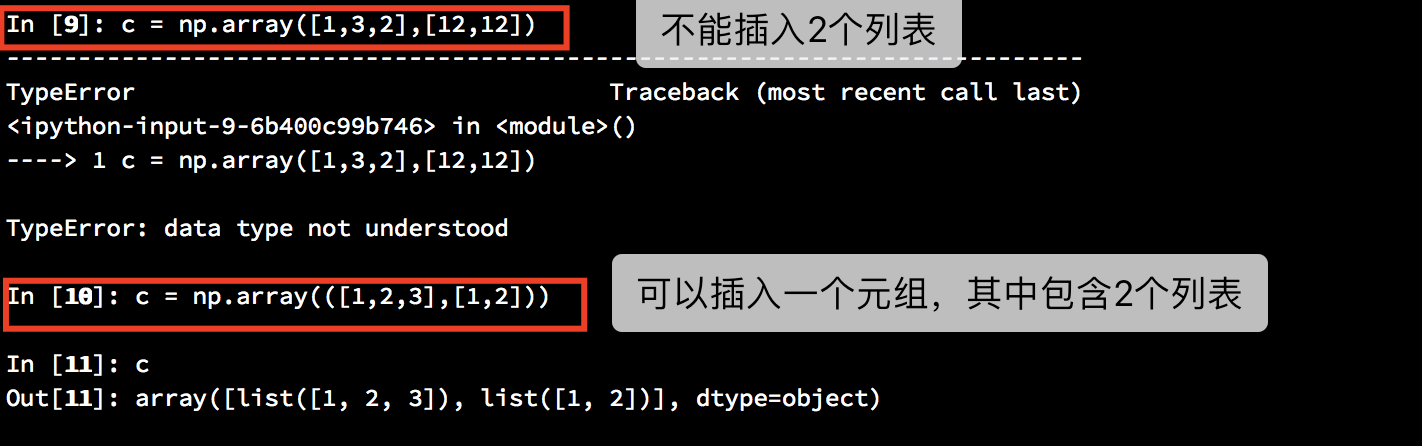 In [9]: c = np.array([1,3,2],[12,12])
不能插入2个列表
---------------------------------------------------------------------------
TypeError                                 Traceback (most recent call last)
<ipython-input-9-6b400c99b746> in <module>()
----> 1 c = np.array([1,3,2],[12,12])
TypeError: data type not understood
In [10]: c = np.array(([1,2,3],[1,2]))
可以插入一个元组，其中包含2个列表
In [11]: c
Out[11]: array([list([1, 2, 3]), list([1, 2])], dtype=object)